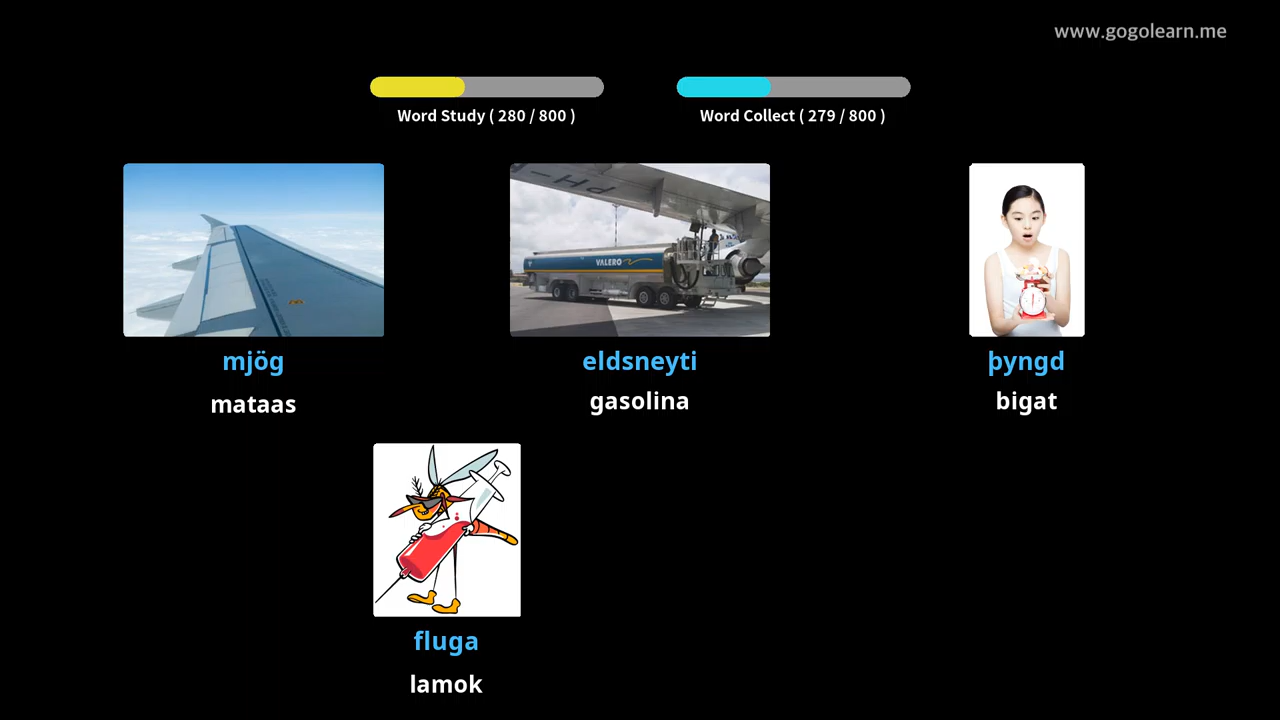 www.gogolearn.me
Word Study ( 280 / 800 )
Word Collect ( 279 / 800 )
VALERO
mjög
eldsneyti
þyngd
mataas
gasolina
bigat
fluga
lamok